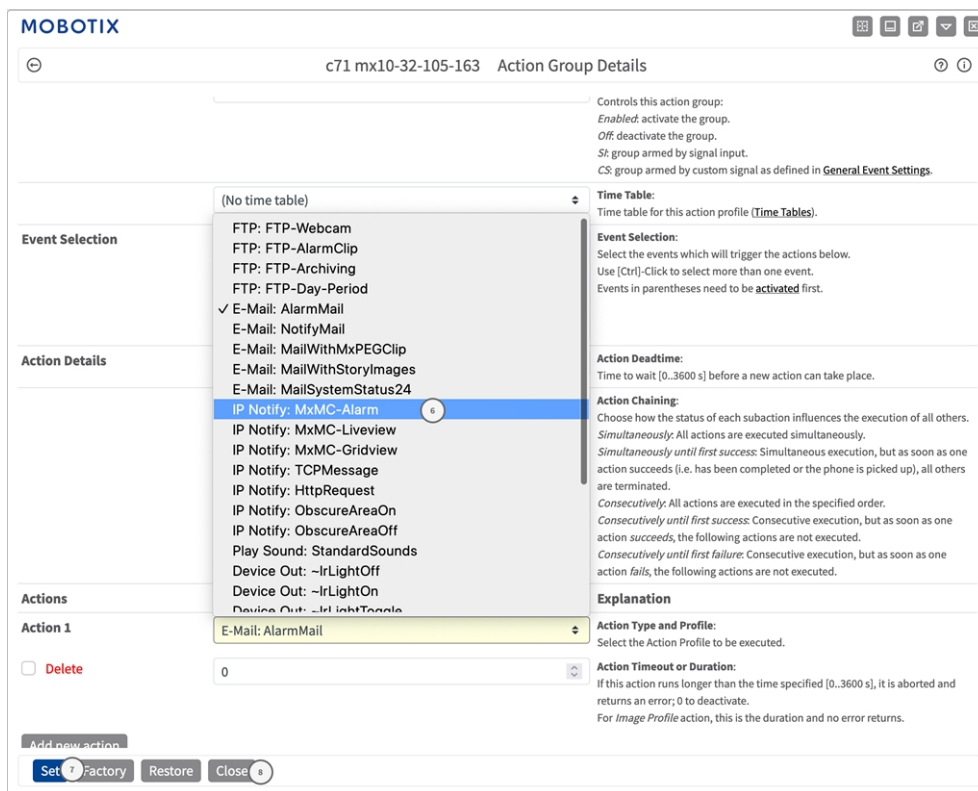 MOBOTIX
c71 mx10-32-105-163 Action Group Details
Controls this action group:
Enabled: activate the group.
Off: deactivate the group.
SI: group armed by signal input.
CS: group armed by custom signal as defined in General Event Settings.
(No time table)
Time Table:
Time table for this action profile (Time Tables).
Event Selection
Event Selection:
Select the events which will trigger the actions below.
Use [Ctrl]-Click to select more than one event.
Events in parentheses need to be activated first.
FTP: FTP-Webcam
FTP: FTP-AlarmClip
FTP: FTP-Archiving
FTP: FTP-Day-Period
✓ E-Mail: AlarmMail
E-Mail: NotifyMail
E-Mail: MailWithMxPEGClip
E-Mail: MailWithStoryImages
E-Mail: MailSystemStatus24
IP Notify: MxMC-Alarm 6
IP Notify: MxMC-Liveview
IP Notify: MxMC-Gridview
IP Notify: TCPMessage
IP Notify: HttpRequest
IP Notify: ObscureAreaOn
IP Notify: ObscureAreaOff
Play Sound: StandardSounds
Device Out: ~IrLightOff
Device Out: ~IrLightOn
Device Out: ~IrLightToggle
Action Details
Action Deadtime:
Time to wait [0..3600 s] before a new action can take place.
Action Chaining:
Choose how the status of each subaction influences the execution of all others.
Simultaneously: All actions are executed simultaneously.
Simultaneously until first success: Simultaneous execution, but as soon as one
action succeeds (i.e. has been completed or the phone is picked up), all others
are terminated.
Consecutively: All actions are executed in the specified order.
Consecutively until first success: Consecutive execution, but as soon as one
action succeeds, the following actions are not executed.
Consecutively until first failure: Consecutive execution, but as soon as one
action fails, the following actions are not executed.
Actions
Explanation
Action 1
E-Mail: AlarmMail
Action Type and Profile:
Select the Action Profile to be executed.
Delete
0
Action Timeout or Duration:
If this action runs longer than the time specified [0..3600 s], it is aborted and
returns an error; 0 to deactivate.
For Image Profile action, this is the duration and no error returns.
Add new action
Set 7 Factory Restore Close 8